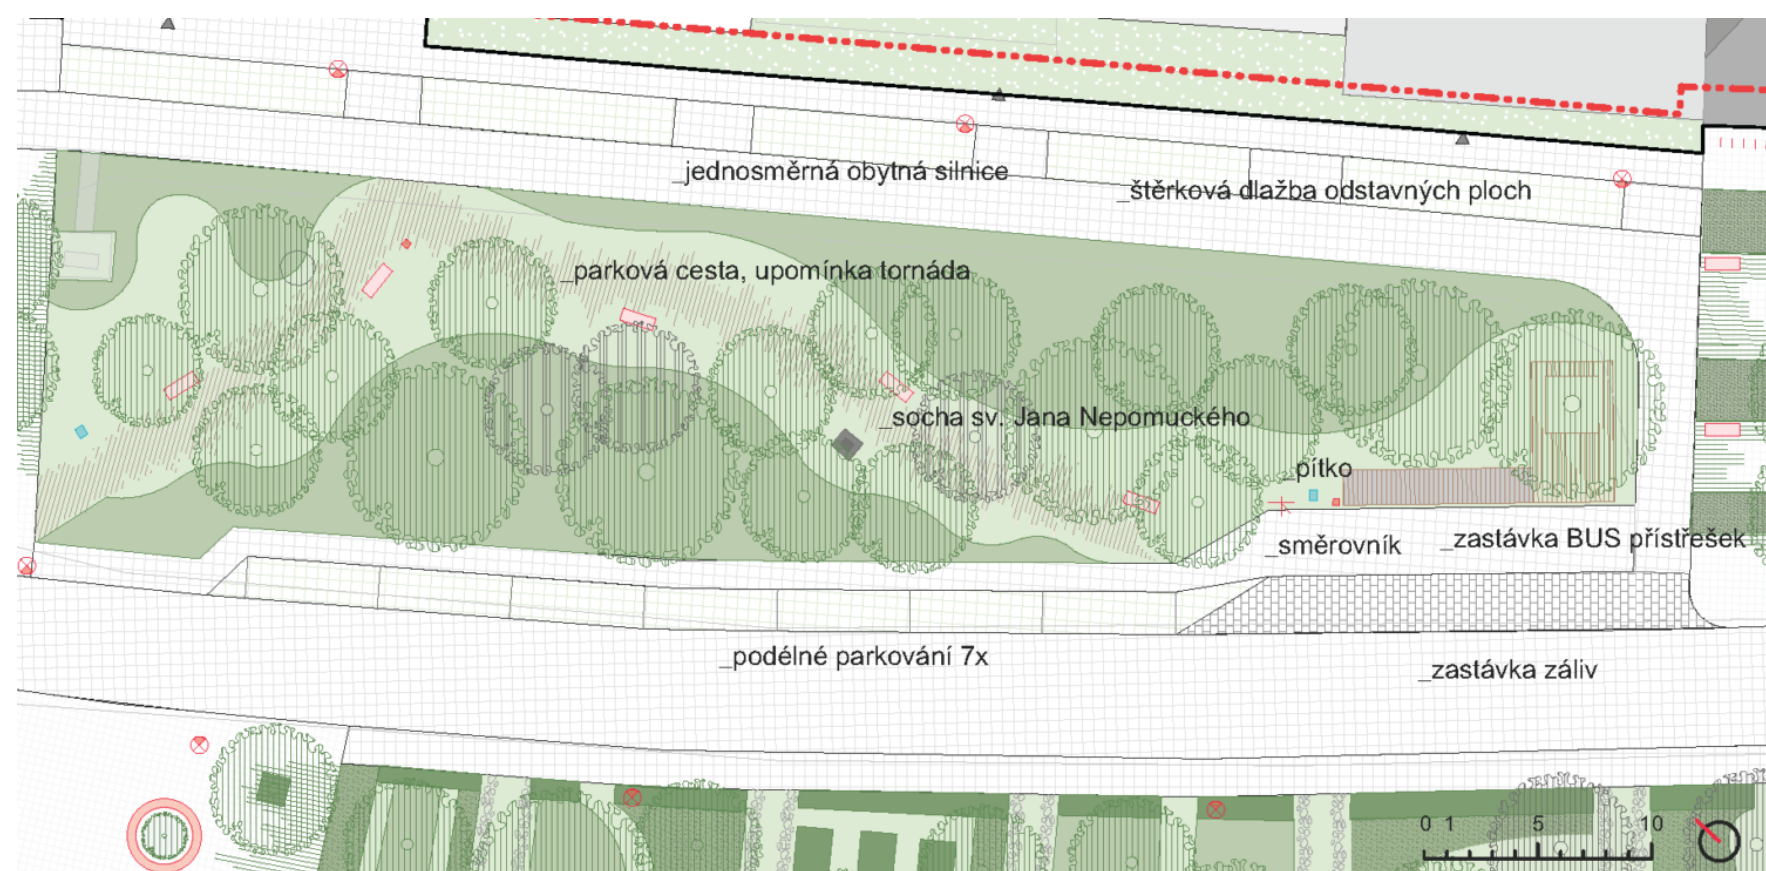 _jednosměrná obytná silnice
_štěrková dlažba odstavných ploch
_parková cesta, upomínka tornáda
_socha sv. Jana Nepomuckého
_pítko
_směrovník
_zastávka BUS přístřešek
_podélné parkování 7x
_zastávka záliv
0 1 5 10